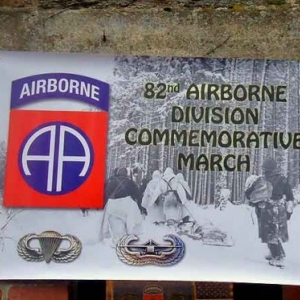 AIRBORNE
AA
82nd AIRBORNE
DIVISION
COMMEMORATIVE
MARCH